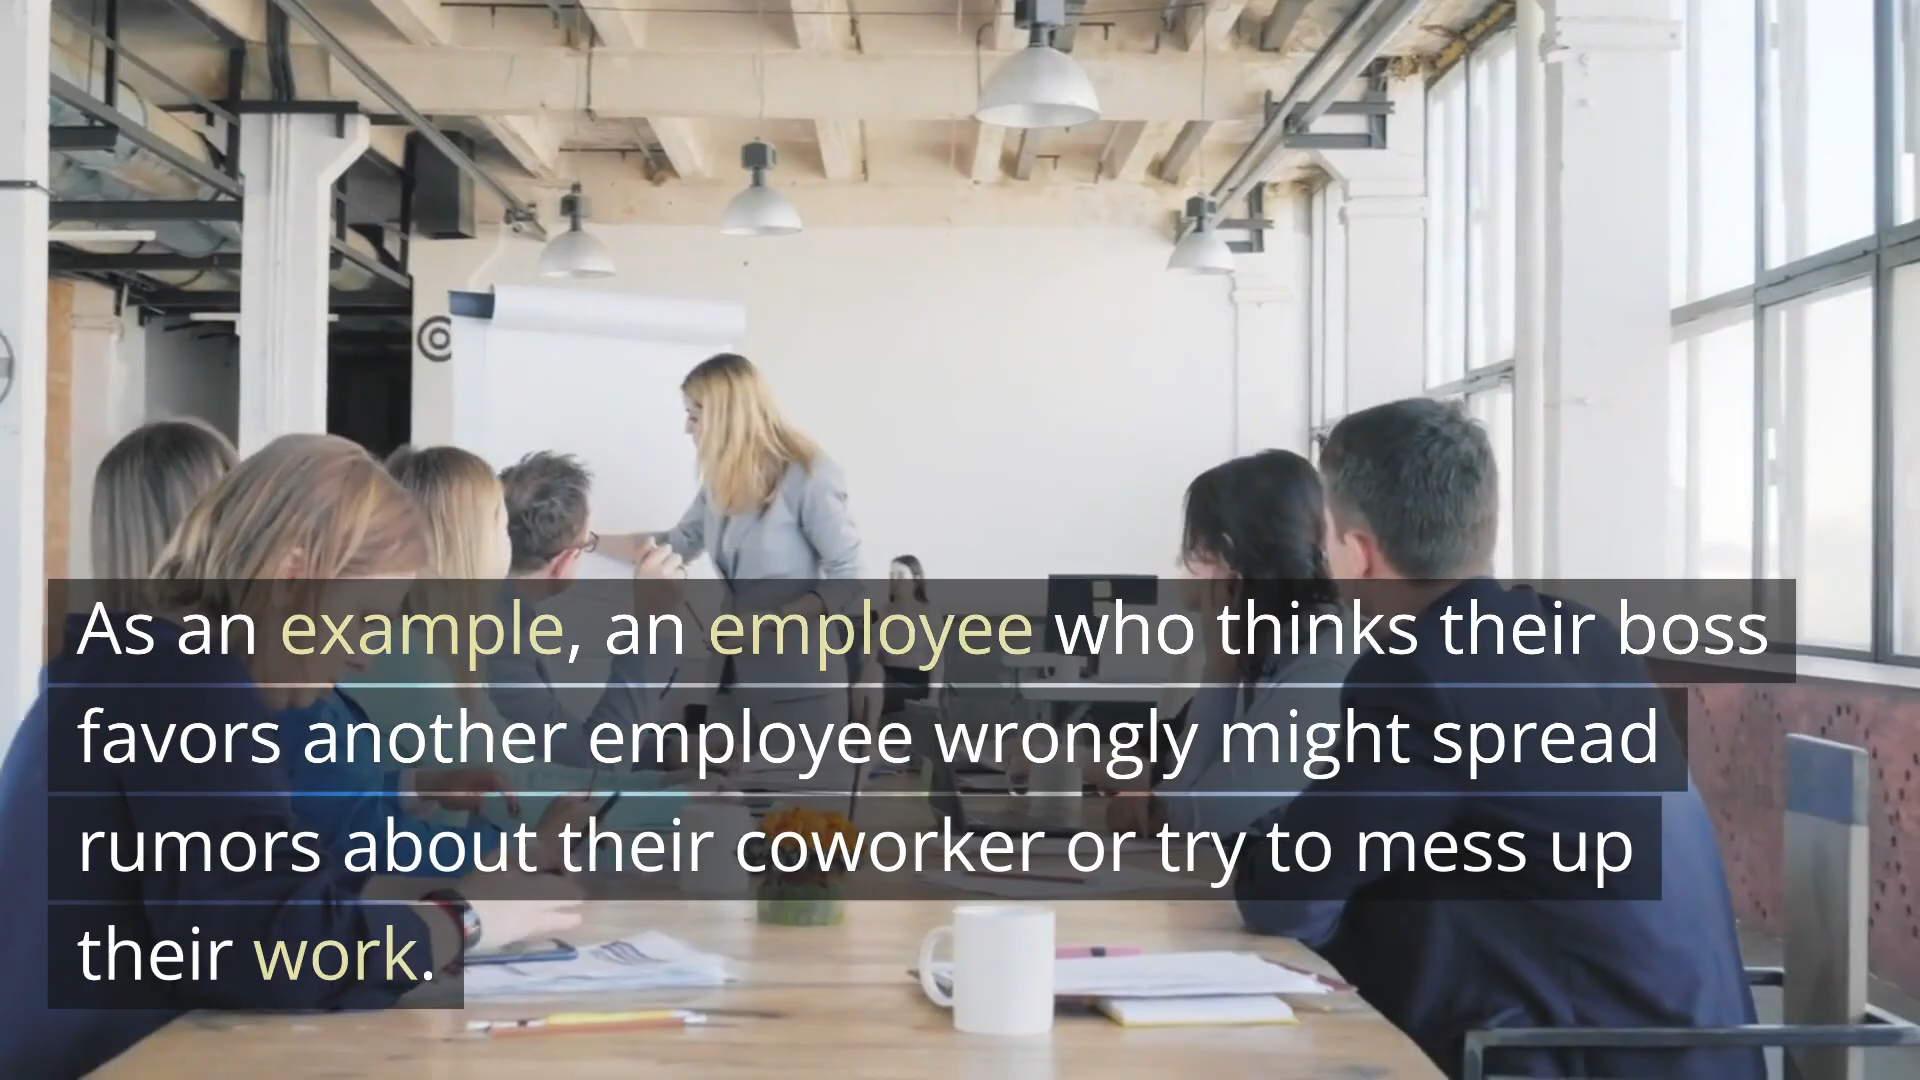 As an example, an employee who thinks their boss
favors another employee wrongly might spread
rumors about their coworker or try to mess up
their work.